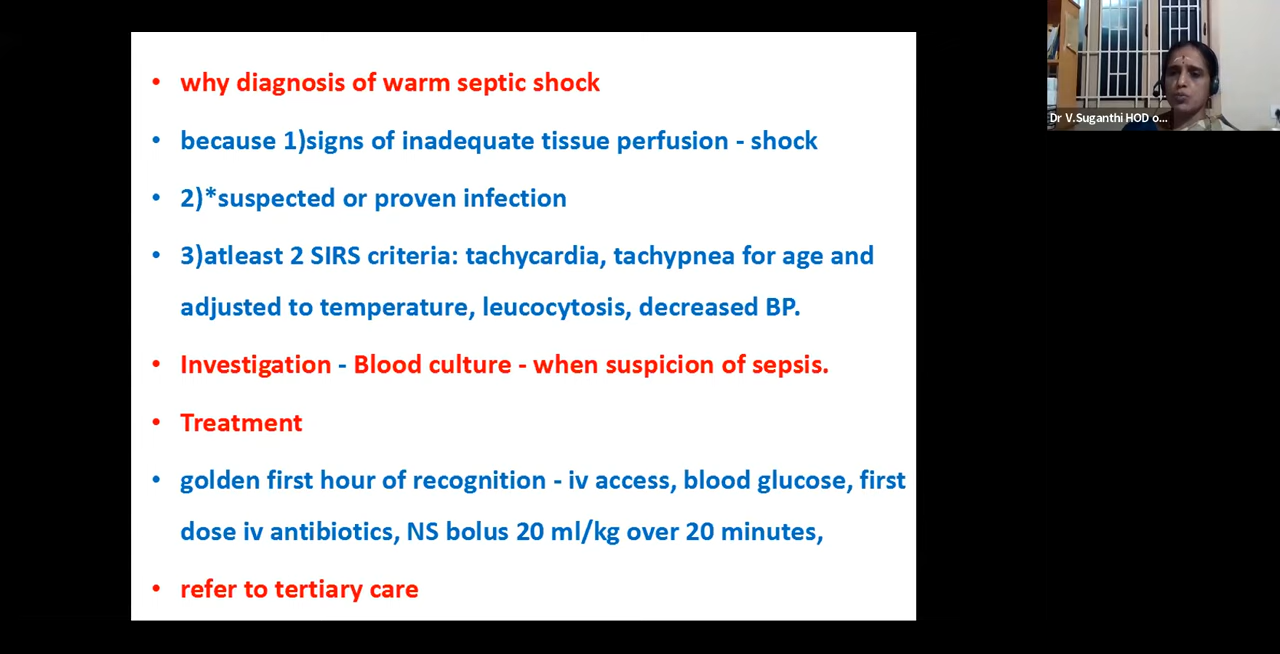 • why diagnosis of warm septic shock
• because 1)signs of inadequate tissue perfusion - shock
• 2)*suspected or proven infection
• 3)atleast 2 SIRS criteria: tachycardia, tachypnea for age and
adjusted to temperature, leucocytosis, decreased BP.
• Investigation - Blood culture - when suspicion of sepsis.
• Treatment
• golden first hour of recognition - iv access, blood glucose, first
dose iv antibiotics, NS bolus 20 ml/kg over 20 minutes,
• refer to tertiary care
Dr V.Suganthi HOD o...